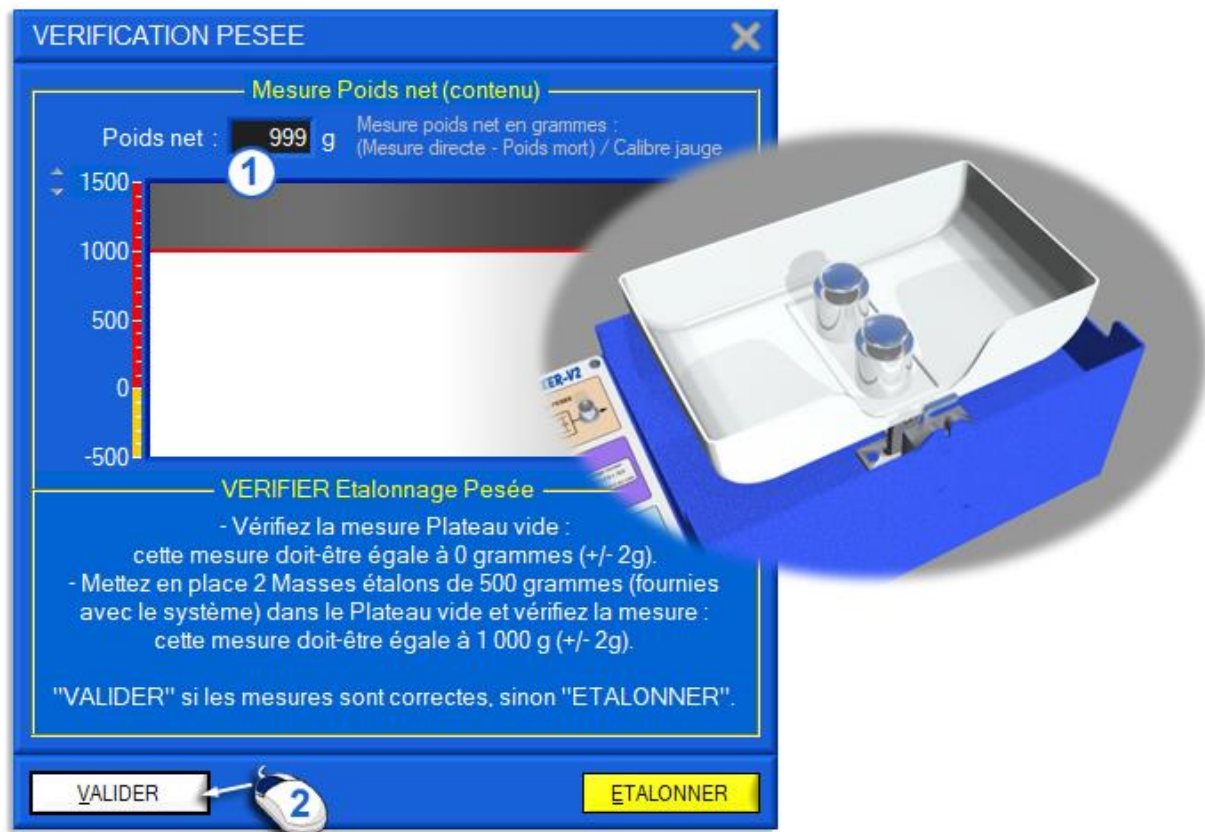 VERIFICATION PESEE
Mesure Poids net (contenu)
Poids net : 999 g
Mesure poids net en grammes :
(Mesure directe - Poids mort) / Calibre jauge
1
1500
1000
500
0
-500
ER-V2
VERIFIER Etalonnage Pesée
- Vérifiez la mesure Plateau vide :
cette mesure doit-être égale à 0 grammes (+/- 2g).
- Mettez en place 2 Masses étalons de 500 grammes (fournies
avec le système) dans le Plateau vide et vérifiez la mesure :
cette mesure doit-être égale à 1 000 g (+/- 2g).
"VALIDER" si les mesures sont correctes, sinon "ETALONNER".
VALIDER
2
ETALONNER